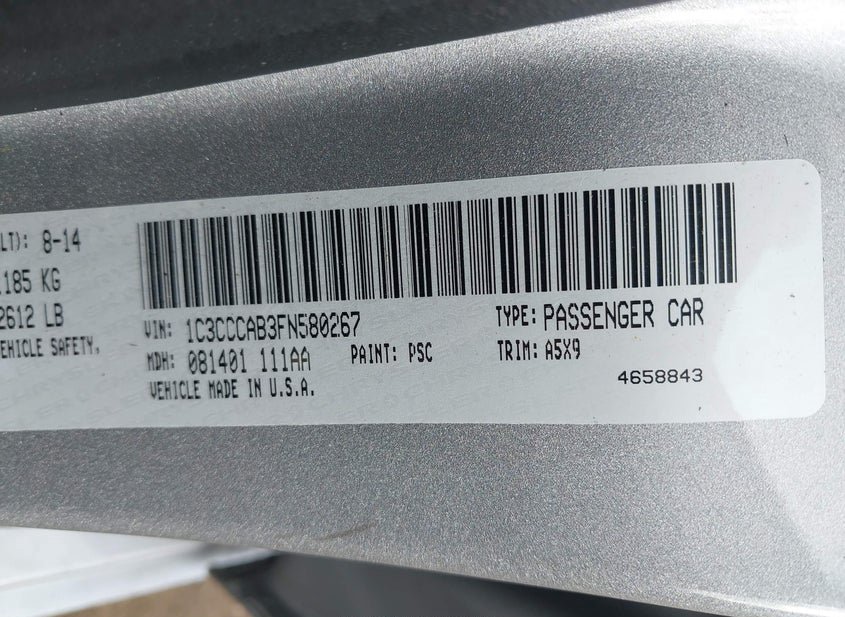 LT): 8-14
185 KG
2612 LB
EHICLE SAFETY,
VIN: 1C3CCCAB3FN580267
TYPE: PASSENGER CAR
MDH: 081401 111AA
PAINT: PSC
TRIM: A5X9
VEHICLE MADE IN U.S.A.
4658843